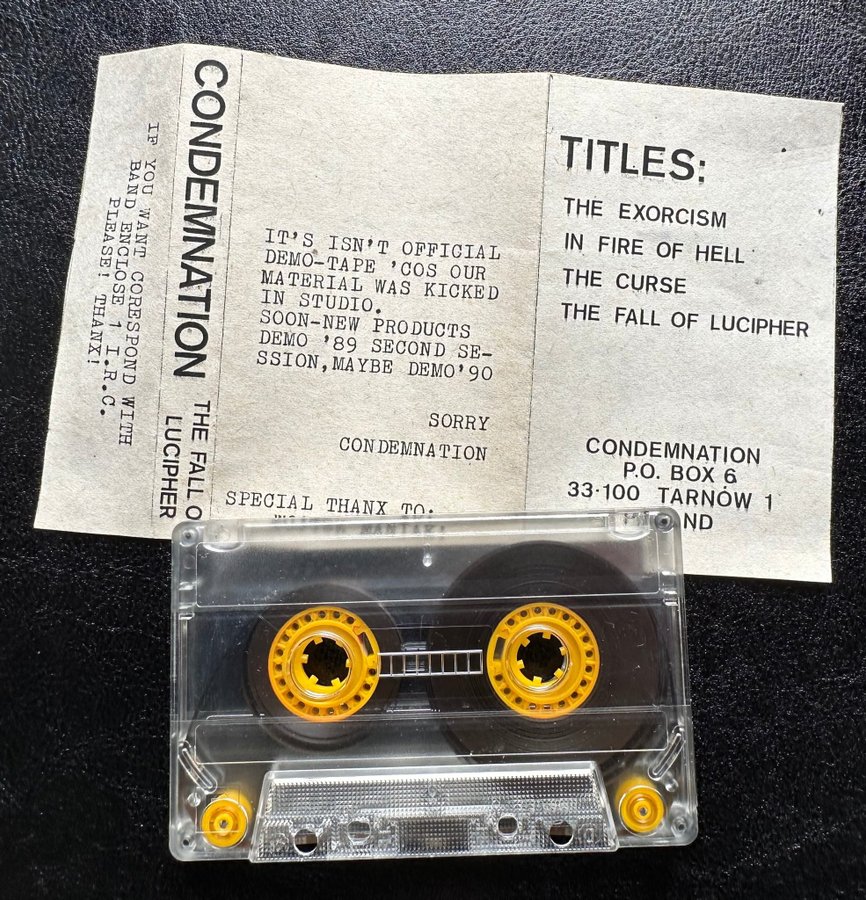 IF YOU WANT CORESPOND WITH
BAND ENCLOSE 1 I.R.C.
PLEASE! THANX!
CONDEMNATION THE FALL O
LUCIPHER
IT'S ISN'T OFFICIAL
DEMO-TAPE 'COS OUR
MATERIAL WAS KICKED
IN STUDIO.
SOON-NEW PRODUCTS
DEMO '89 SECOND SE-
SSION,MAYBE DEMO'90
SORRY
CONDEMNATION
SPECIAL THANX TO:
TITLES:
THE EXORCISM
IN FIRE OF HELL
THE CURSE
THE FALL OF LUCIPHER
CONDEMNATION
P.O. BOX 6
33-100 TARNÓW 1
ND